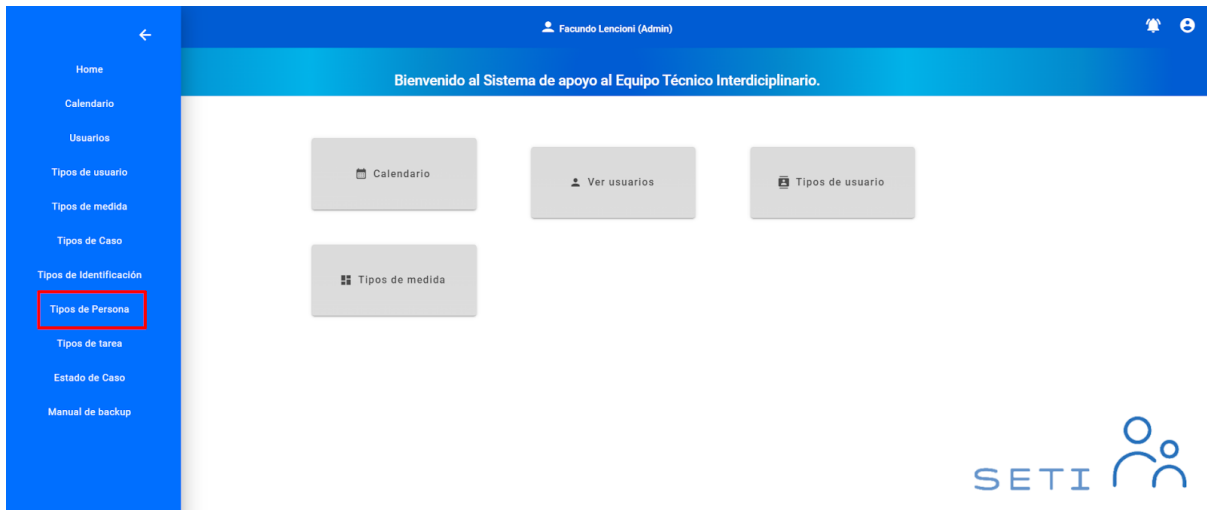 Facundo Lencioni (Admin)
Bienvenido al Sistema de apoyo al Equipo Técnico Interdiciplinario.
Home
Calendario
Usuarios
Tipos de usuario
Tipos de medida
Tipos de Caso
Tipos de Identificación
Tipos de Persona
Tipos de tarea
Estado de Caso
Manual de backup
Calendario
Ver usuarios
Tipos de usuario
Tipos de medida
SETI